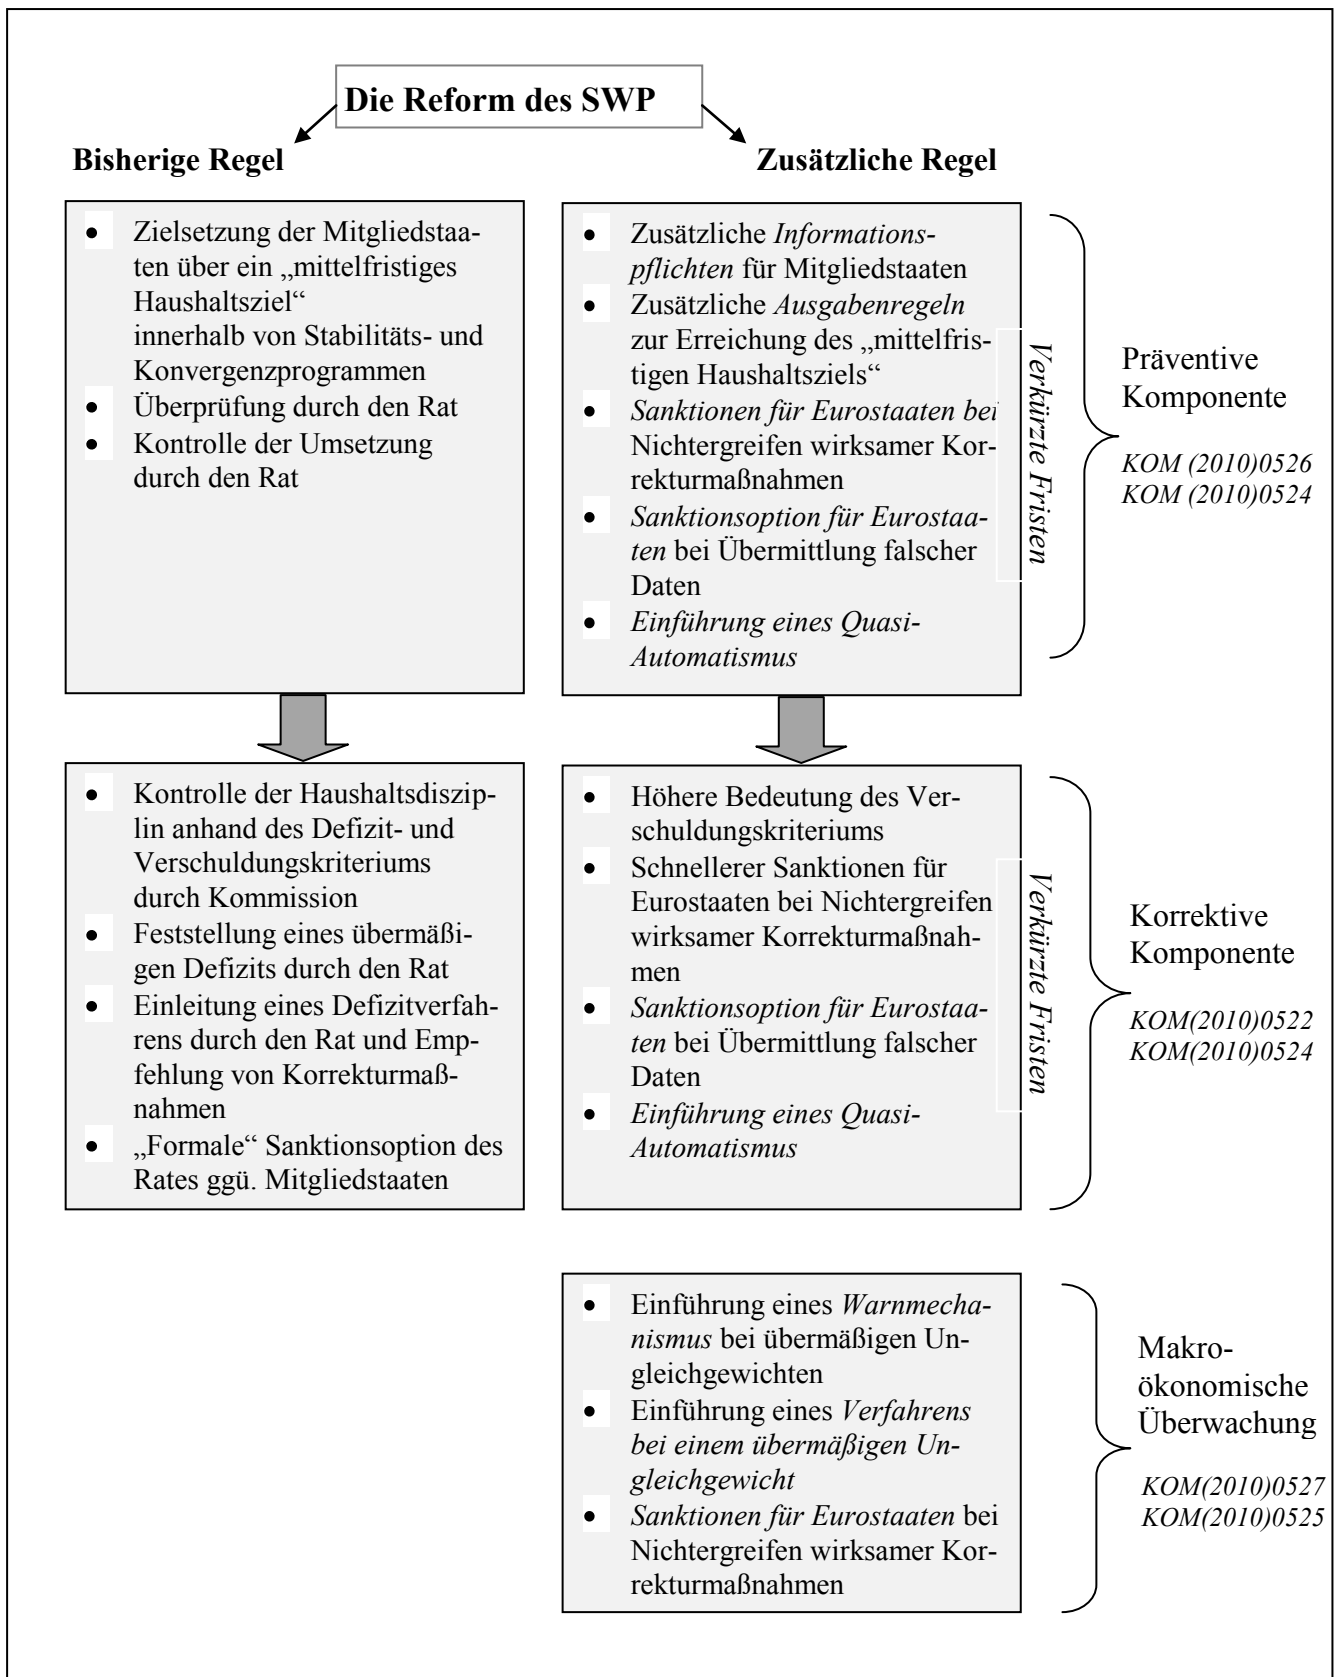 Die Reform des SWP
Bisherige Regel
Zusätzliche Regel
• Zielsetzung der Mitgliedstaa-
ten über ein „mittelfristiges
Haushaltsziel“
innerhalb von Stabilitäts- und
Konvergenzprogrammen
• Überprüfung durch den Rat
• Kontrolle der Umsetzung
durch den Rat
• Zusätzliche Informations-
pflichten für Mitgliedstaaten
• Zusätzliche Ausgabenregeln
zur Erreichung des „mittelfris-
tigen Haushaltsziels“
• Sanktionen für Eurostaaten bei
Nichtergreifen wirksamer Kor-
rekturmaßnahmen
• Sanktionsoption für Eurostaa-
ten bei Übermittlung falscher
Daten
• Einführung eines Quasi-
Automatismus
Verkürzte Fristen
Präventive
Komponente
KOM (2010)0526
KOM (2010)0524
• Kontrolle der Haushaltsdiszip-
lin anhand des Defizit- und
Verschuldungskriteriums
durch Kommission
• Feststellung eines übermäßi-
gen Defizits durch den Rat
• Einleitung eines Defizitverfah-
rens durch den Rat und Emp-
fehlung von Korrekturmaß-
nahmen
• „Formale“ Sanktionsoption des
Rates ggü. Mitgliedstaaten
• Höhere Bedeutung des Ver-
schuldungskriteriums
• Schnellerer Sanktionen für
Eurostaaten bei Nichtergreifen
wirksamer Korrekturmaßnah-
men
• Sanktionsoption für Eurostaa-
ten bei Übermittlung falscher
Daten
• Einführung eines Quasi-
Automatismus
Verkürzte Fristen
Korrektive
Komponente
KOM(2010)0522
KOM(2010)0524
• Einführung eines Warnmecha-
nismus bei übermäßigen Un-
gleichgewichten
• Einführung eines Verfahrens
bei einem übermäßigen Un-
gleichgewicht
• Sanktionen für Eurostaaten bei
Nichtergreifen wirksamer Kor-
rekturmaßnahmen
Makro-
ökonomische
Überwachung
KOM(2010)0527
KOM(2010)0525